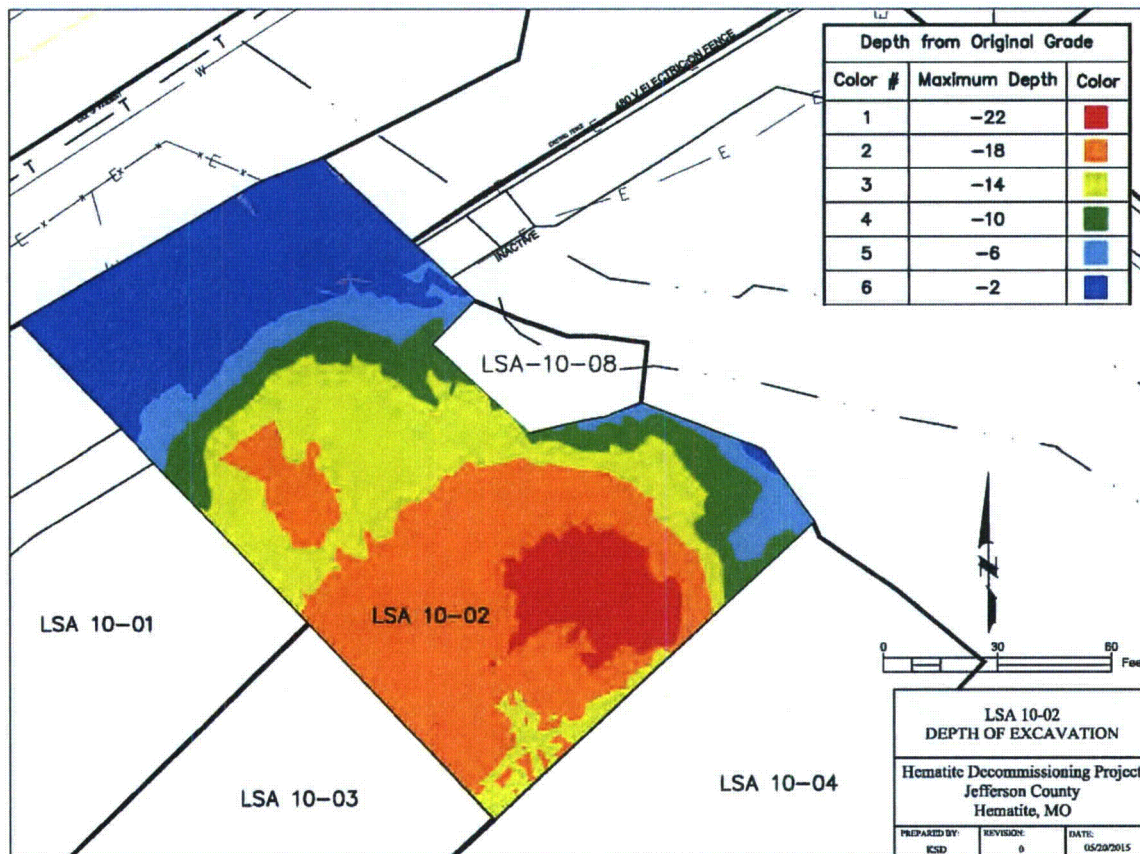 T
T
T
T
W
E
E
E
480 V ELECTRIC ON FENCE
E
E
E
E
E
E
INACTIVE
Depth from Original Grade
Color # Maximum Depth Color
1 -22
2 -18
3 -14
4 -10
5 -6
6 -2
LSA-10-08
LSA 10-01
LSA 10-02
LSA 10-03
LSA 10-04
N
0 30 60
Fee
LSA 10-02
DEPTH OF EXCAVATION
Hematite Decommissioning Project
Jefferson County
Hematite, MO
PREPARED BY: REVISION: DATE:
KSD 0 05/20/2015